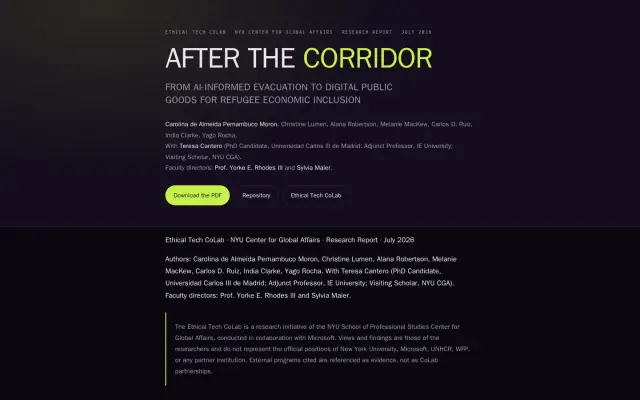 ETHICAL TECH COLAB NYU CENTER FOR GLOBAL AFFAIRS RESEARCH REPORT JULY 2026
AFTER THE CORRIDOR
FROM AI-INFORMED EVACUATION TO DIGITAL PUBLIC
GOODS FOR REFUGEE ECONOMIC INCLUSION
Carolina de Almeida Pernambuco Moron, Christine Lumen, Alana Robertson, Melanie MacKew, Carlos D. Ruiz,
India Clarke, Yago Rocha.
With Teresa Cantero (PhD Candidate, Universidad Carlos III de Madrid; Adjunct Professor, IE University;
Visiting Scholar, NYU CGA).
Faculty directors: Prof. Yorke E. Rhodes III and Sylvia Maier.
Download the PDF Repository Ethical Tech CoLab
Ethical Tech CoLab · NYU Center for Global Affairs · Research Report · July 2026
Authors: Carolina de Almeida Pernambuco Moron, Christine Lumen, Alana Robertson, Melanie
MacKew, Carlos D. Ruiz, India Clarke, Yago Rocha. With Teresa Cantero (PhD Candidate,
Universidad Carlos III de Madrid; Adjunct Professor, IE University; Visiting Scholar, NYU CGA).
Faculty directors: Prof. Yorke E. Rhodes III and Sylvia Maier.
The Ethical Tech CoLab is a research initiative of the NYU School of Professional Studies Center for
Global Affairs, conducted in collaboration with Microsoft. Views and findings are those of the
researchers and do not represent the official positions of New York University, Microsoft, UNHCR, WFP,
or any partner institution. External programs cited are referenced as evidence, not as CoLab
partnerships.